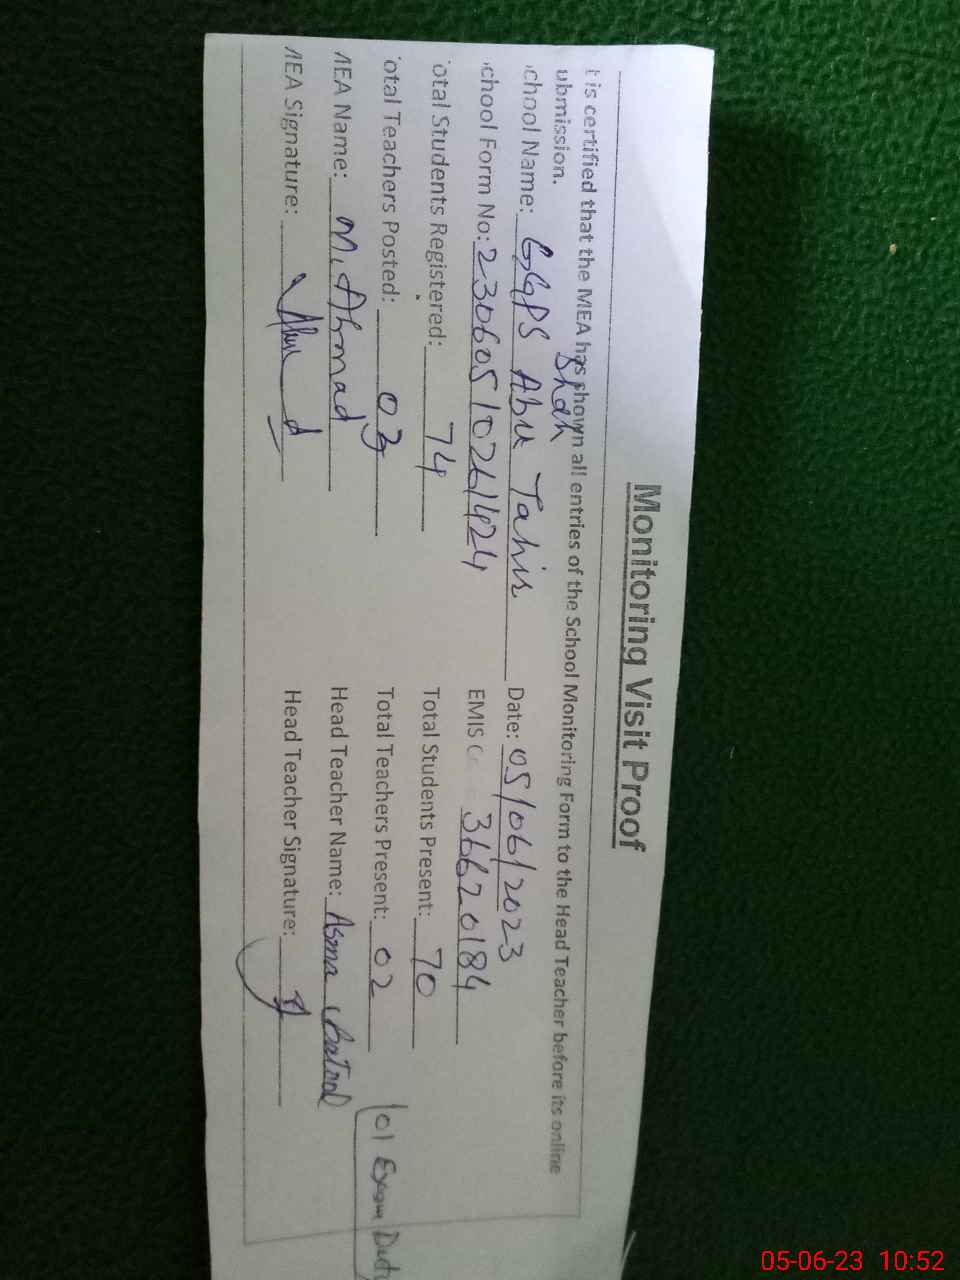 Monitoring Visit Proof
t is certified that the MEA has shown all entries of the School Monitoring Form to the Head Teacher before its online
ubmission.
Bhah
chool Name: GGPS Abu Tahir Date: 05/06/2023
chool Form No: 23060510261424 EMIS C 36620184
otal Students Registered: 74 Total Students Present: 70
otal Teachers Posted: 03 Total Teachers Present: 02 (01 Exam Duty
MEA Name: M. Ahmad Head Teacher Name: Asma Batool
MEA Signature: Head Teacher Signature:
05-06-23 10:52